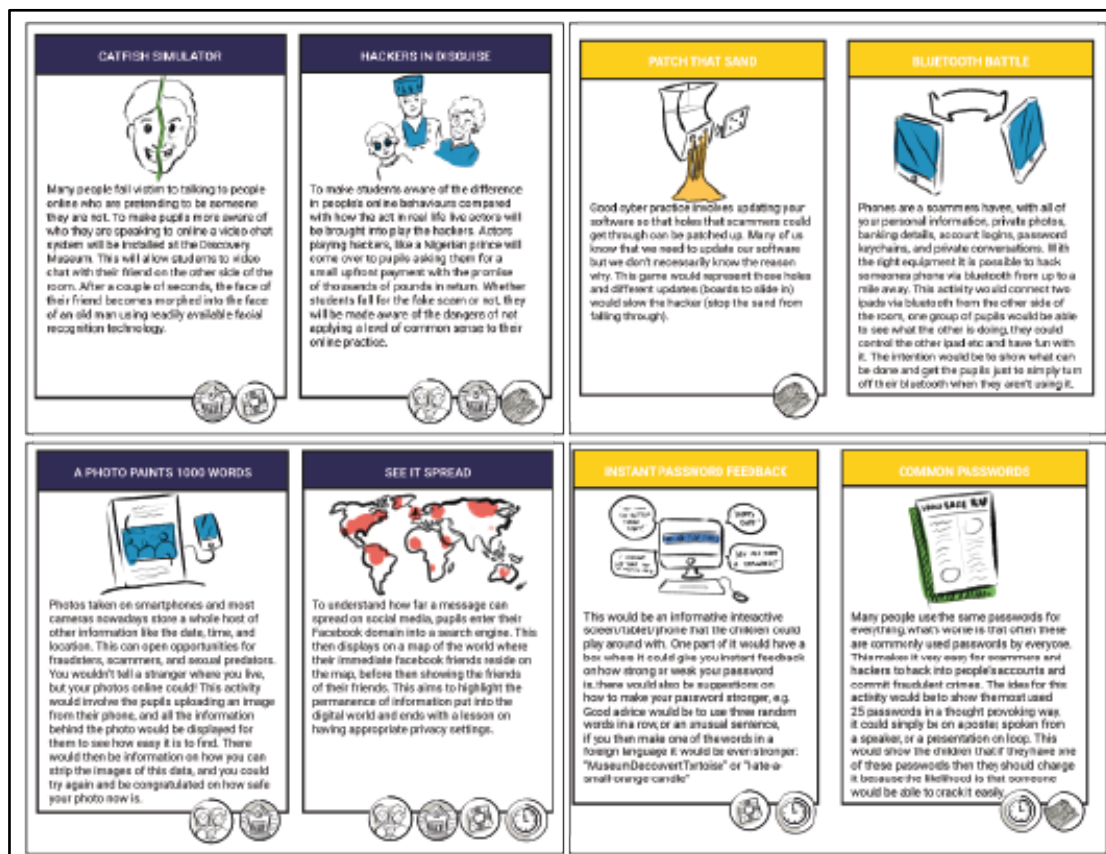 CATFISH SIMULATOR
Many people fall victim to talking to people
online who are pretending to be someone
they are not. To make pupils more aware of
who they are speaking to online a video chat
system will be installed at the Discovery
Museum. This will allow students to video
chat with their friend on the other side of the
room. After a couple of seconds, the face of
their friend becomes morphed into the face
of an old man using readily available facial
recognition technology.
HACKERS IN DISGUISE
To make students aware of the difference
in people's online behaviours compared
with how the act in real life live actors will
be brought into play the hackers. Actors
playing hackers, like a Nigerian prince will
come over to pupils asking them for a
small upfront payment with the promise
of thousands of pounds in return. Whether
students fall for the fake scam or not, they
will be made aware of the dangers of not
applying a level of common sense to their
online practice.
PATCH THAT SAND
Good cyber practice involves updating your
software so that holes that scammers could
get through can be patched up. Many of us
know that we need to update our software
but we don't necessarily know the reason
why. This game would represent those holes
and different updates (boards to slide in)
would slow the hacker (stop the sand from
falling through).
BLUETOOTH BATTLE
Phones are a scammers haven, with all of
your personal information, private photos,
banking details, account logins, password
keychains, and private conversations. With
the right equipment it is possible to hack
someones phone via bluetooth from up to a
mile away. This activity would connect two
ipads via bluetooth from the other side of
the room, one group of pupils would be able
to see what the other is doing, they could
control the other ipad etc and have fun with
it. The intention would be to show what can
be done and get the pupils just to simply turn
off their bluetooth when they aren't using it.
A PHOTO PAINTS 1000 WORDS
Photos taken on smartphones and most
cameras nowadays store a whole host of
other information like the date, time, and
location. This can open opportunities for
fraudsters, scammers, and sexual predators.
You wouldn't tell a stranger where you live,
but your photos online could! This activity
would involve the pupils uploading an image
from their phone, and all the information
behind the photo would be displayed for
them to see how easy it is to find. There
would then be information on how you can
strip the images of this data, and you could
try again and be congratulated on how safe
your photo now is.
SEE IT SPREAD
To understand how far a message can
spread on social media, pupils enter their
Facebook domain into a search engine. This
then displays on a map of the world where
their immediate facebook friends reside on
the map, before then showing the friends
of their friends. This aims to highlight the
permanence of information put into the
digital world and ends with a lesson on
having appropriate privacy settings.
INSTANT PASSWORD FEEDBACK
This would be an informative interactive
screen/tablet/phone that the children could
play around with. One part of it would have a
box where it could give you instant feedback
on how strong or weak your password
is, there would also be suggestions on
how to make your password stronger, e.g.
Good advice would be to use three random
words in a row, or an unusual sentence,
if you then make one of the words in a
foreign language it would be even stronger:
small-orange-candle"
COMMON PASSWORDS
Many people use the same passwords for
everything, what's worse is that often these
are commonly used passwords by everyone.
This makes it very easy for scammers and
hackers to hack into people's accounts and
commit fraudulent crimes. The idea for this
activity would be to show the most used
25 passwords in a thought provoking way,
it could simply be on a poster, spoken from
a speaker, or a presentation on loop. This
would show the children that if they have one
of these passwords then they should change
it because the likelihood is that someone
would be able to crack it easily.